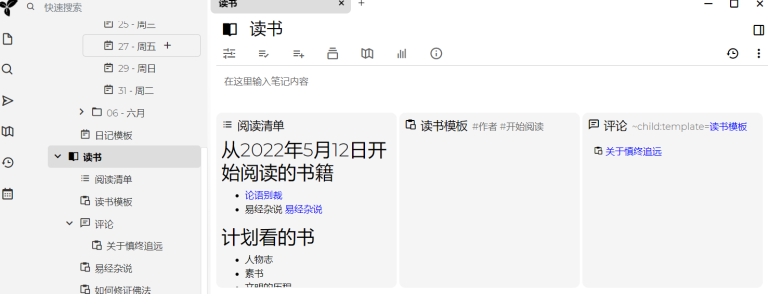 快速搜索
25 - 周三
27 - 周五 +
29 - 周日
31 - 周二
06 - 六月
日记模板
读书
阅读清单
读书模板
评论
关于慎终追远
易经杂说
如何修证佛法
读书 × +
读书
在这里输入笔记内容
阅读清单
从2022年5月12日开
始阅读的书籍
• 论语别裁
• 易经杂说 易经杂说
计划看的书
• 人物志
• 素书
• 文明的历程
读书模板 #作者 #开始阅读
评论 ~child:template=读书模板
关于慎终追远